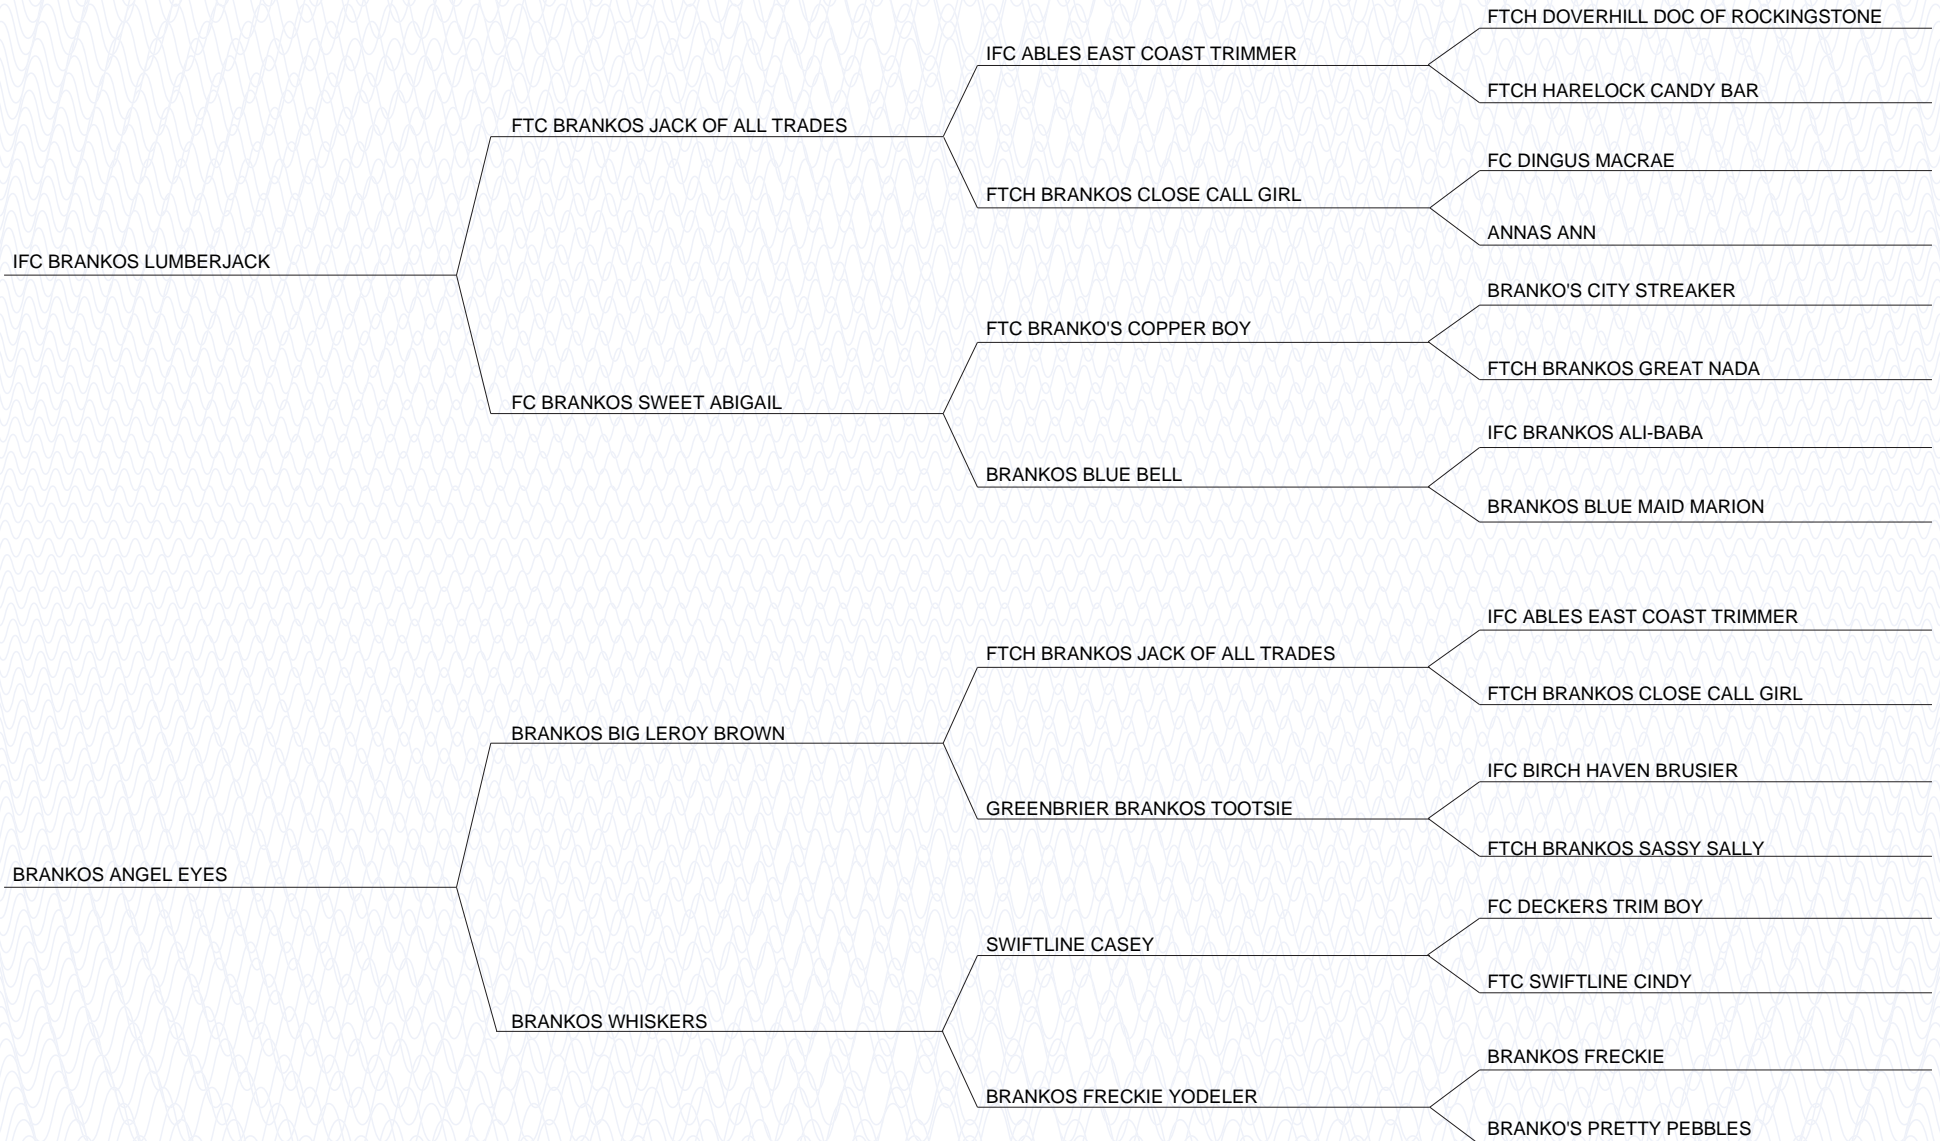 FTCH DOVERHILL DOC OF ROCKINGSTONE
IFC ABLES EAST COAST TRIMMER
FTCH HARELOCK CANDY BAR
FTC BRANKOS JACK OF ALL TRADES
FC DINGUS MACRAE
FTCH BRANKOS CLOSE CALL GIRL
ANNAS ANN
IFC BRANKOS LUMBERJACK
BRANKO'S CITY STREAKER
FTC BRANKO'S COPPER BOY
FTCH BRANKOS GREAT NADA
FC BRANKOS SWEET ABIGAIL
IFC BRANKOS ALI-BABA
BRANKOS BLUE BELL
BRANKOS BLUE MAID MARION
IFC ABLES EAST COAST TRIMMER
FTCH BRANKOS JACK OF ALL TRADES
FTCH BRANKOS CLOSE CALL GIRL
BRANKOS BIG LEROY BROWN
IFC BIRCH HAVEN BRUSIER
GREENBRIER BRANKOS TOOTSIE
FTCH BRANKOS SASSY SALLY
BRANKOS ANGEL EYES
FC DECKERS TRIM BOY
SWIFTLINE CASEY
FTC SWIFTLINE CINDY
BRANKOS WHISKERS
BRANKOS FRECKIE
BRANKOS FRECKIE YODELER
BRANKO'S PRETTY PEBBLES